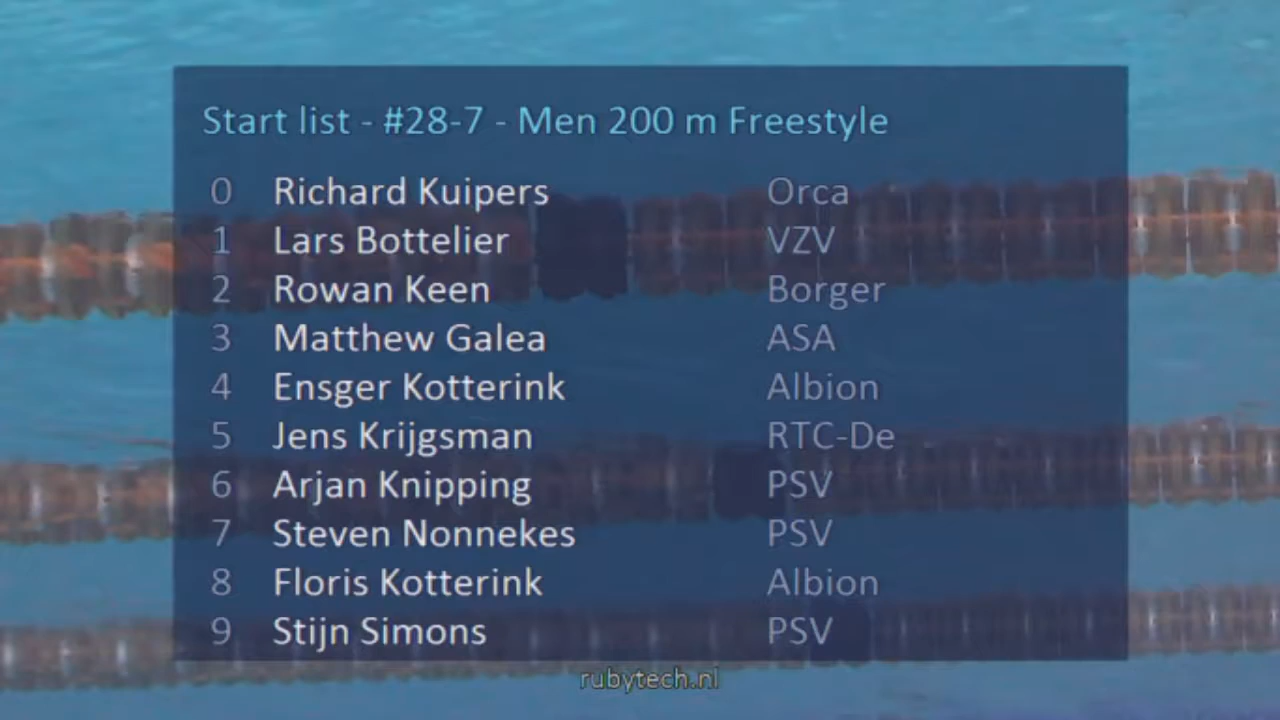 Start list - #28-7 - Men 200 m Freestyle
0 Richard Kuipers Orca
1 Lars Bottelier VZV
2 Rowan Keen Borger
3 Matthew Galea ASA
4 Ensger Kotterink Albion
5 Jens Krijgsman RTC-De
6 Arjan Knipping PSV
7 Steven Nonnekes PSV
8 Floris Kotterink Albion
9 Stijn Simons PSV
rubytech.nl